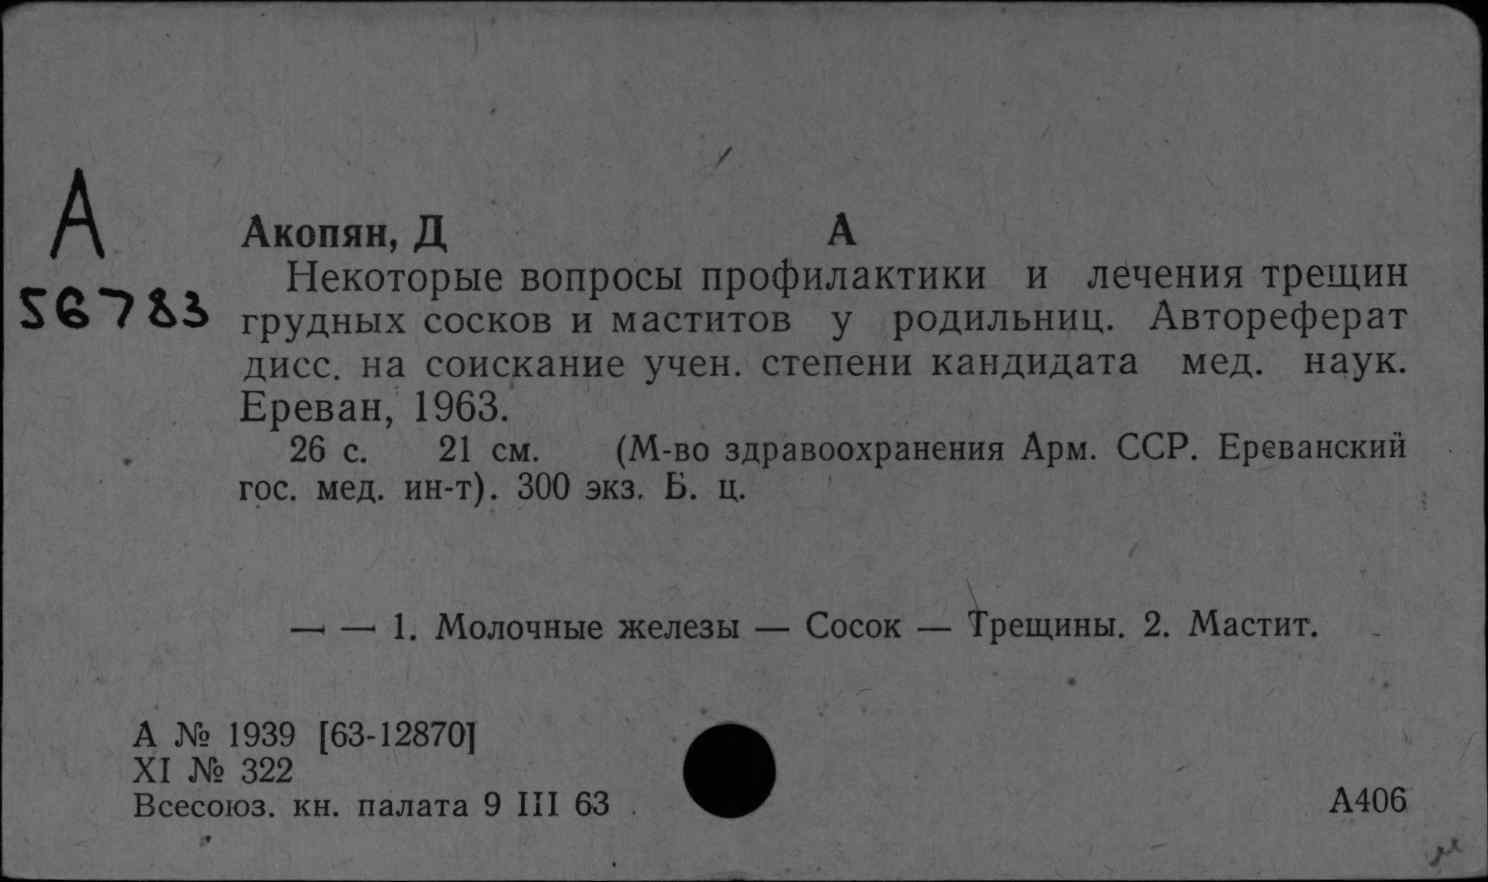 А
56783
Акопян, Д А
Некоторые вопросы профилактики и лечения трещин
грудных сосков и маститов у родильниц. Автореферат
дисс. на соискание учен. степени кандидата мед. наук.
Ереван, 1963.
26 с. 21 см. (М-во здравоохранения Арм. ССР. Ереванский
гос. мед. ин-т). 300 экз. Б. ц.
— — 1. Молочные железы — Сосок — Трещины. 2. Мастит.
А № 1939 [63-12870]
XI № 322
Всесоюз. кн. палата 9 III 63
А406